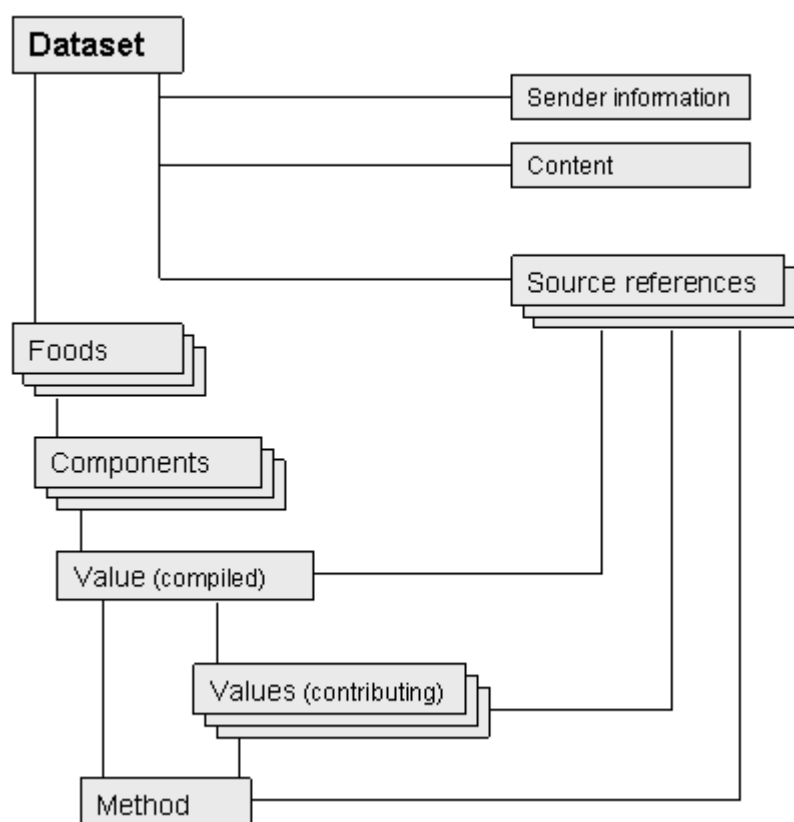 Dataset
Sender information
Content
Source references
Foods
Components
Value (compiled)
Values (contributing)
Method